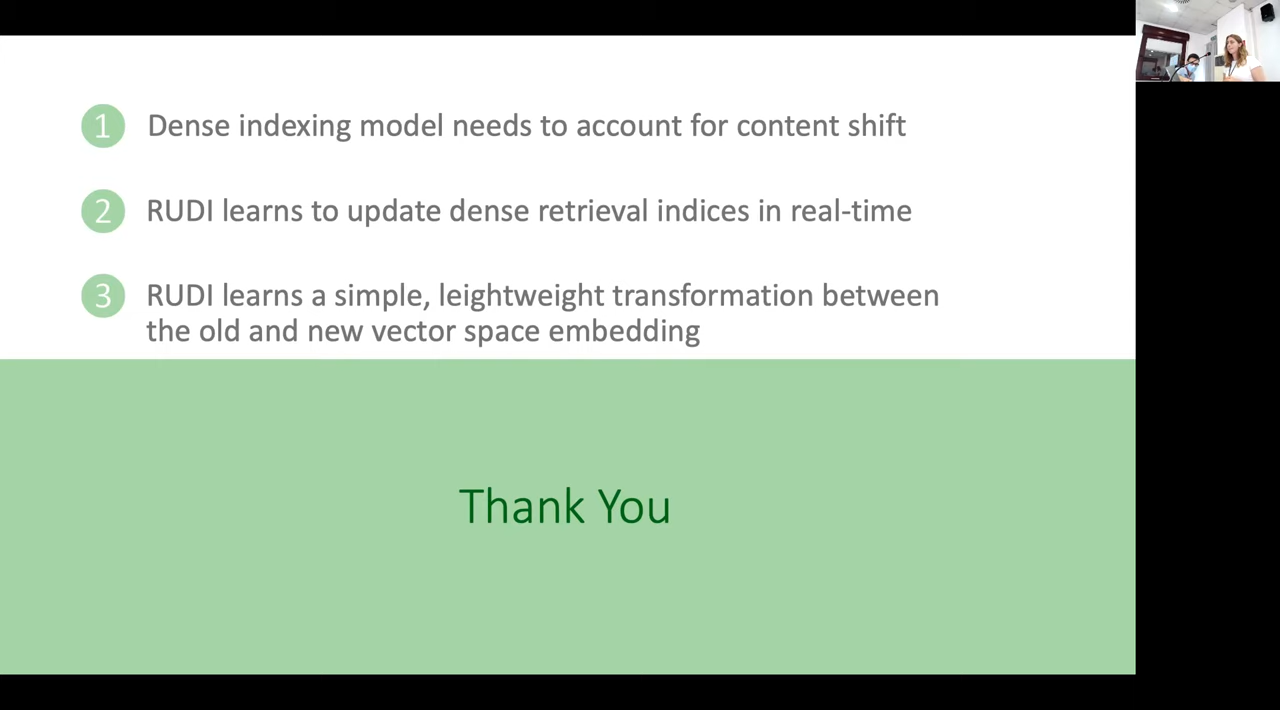 1 Dense indexing model needs to account for content shift
2 RUDI learns to update dense retrieval indices in real-time
3 RUDI learns a simple, leightweight transformation between
the old and new vector space embedding
Thank You